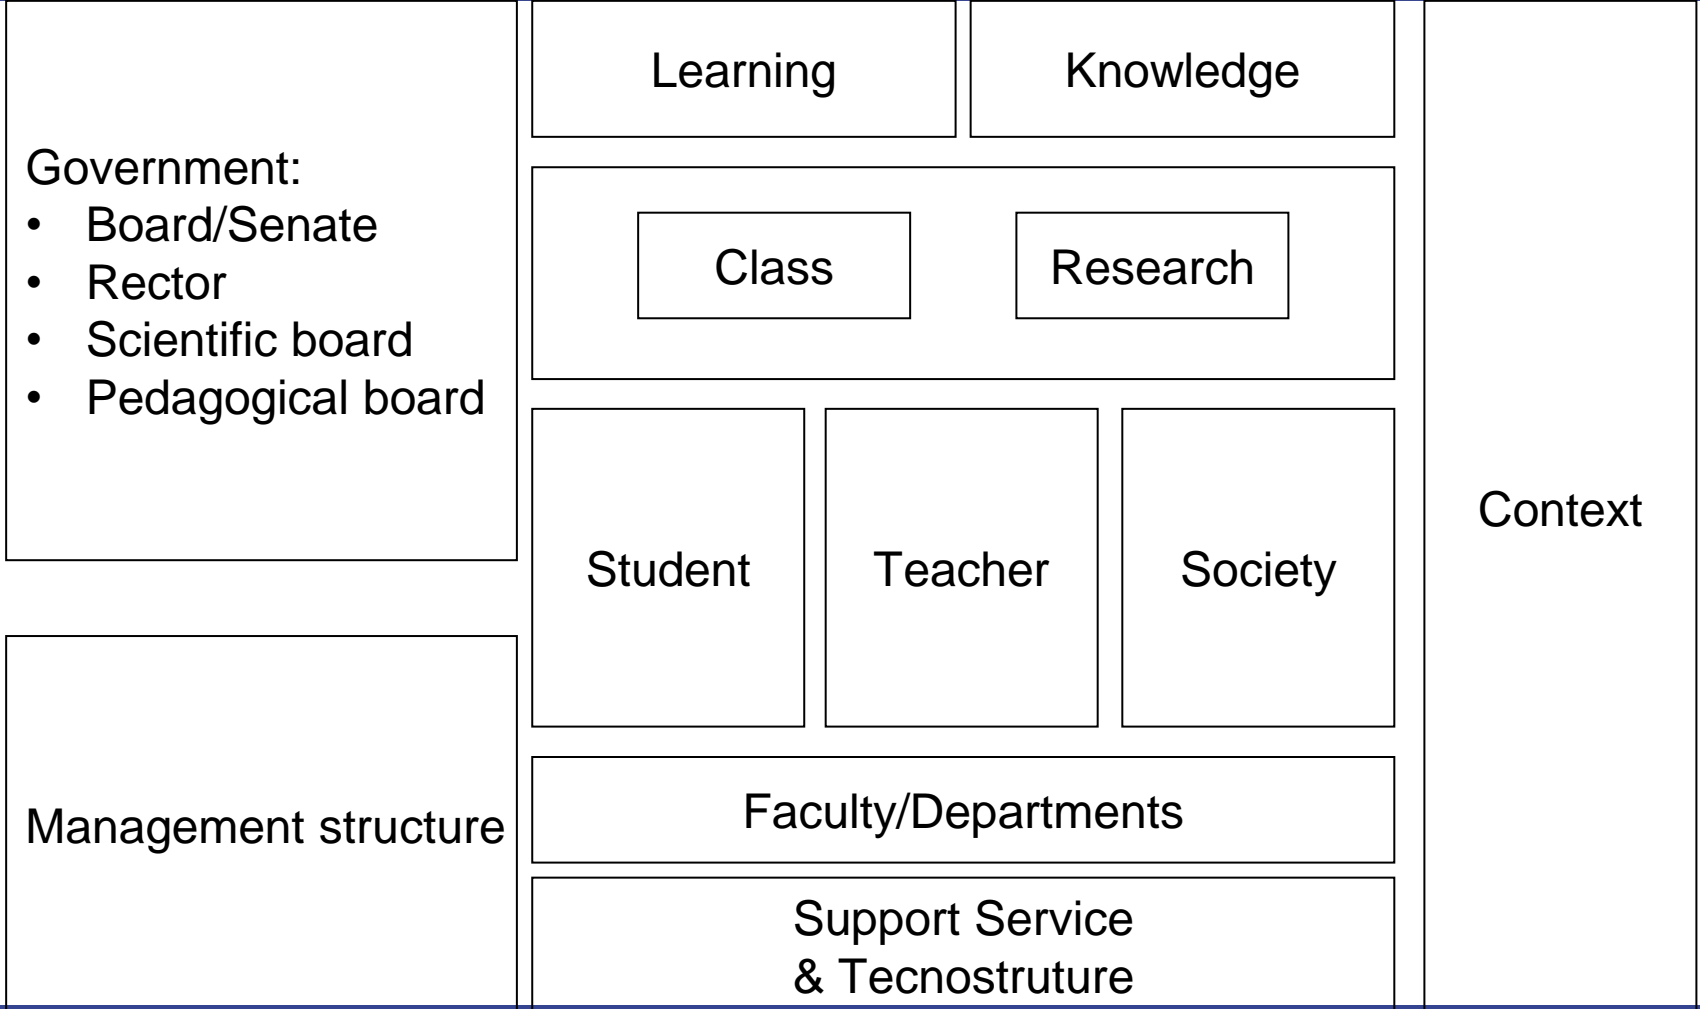 Government:
• Board/Senate
• Rector
• Scientific board
• Pedagogical board
Management structure
Learning
Knowledge
Class
Research
Student
Teacher
Society
Faculty/Departments
Support Service
& Tecnostruture
Context